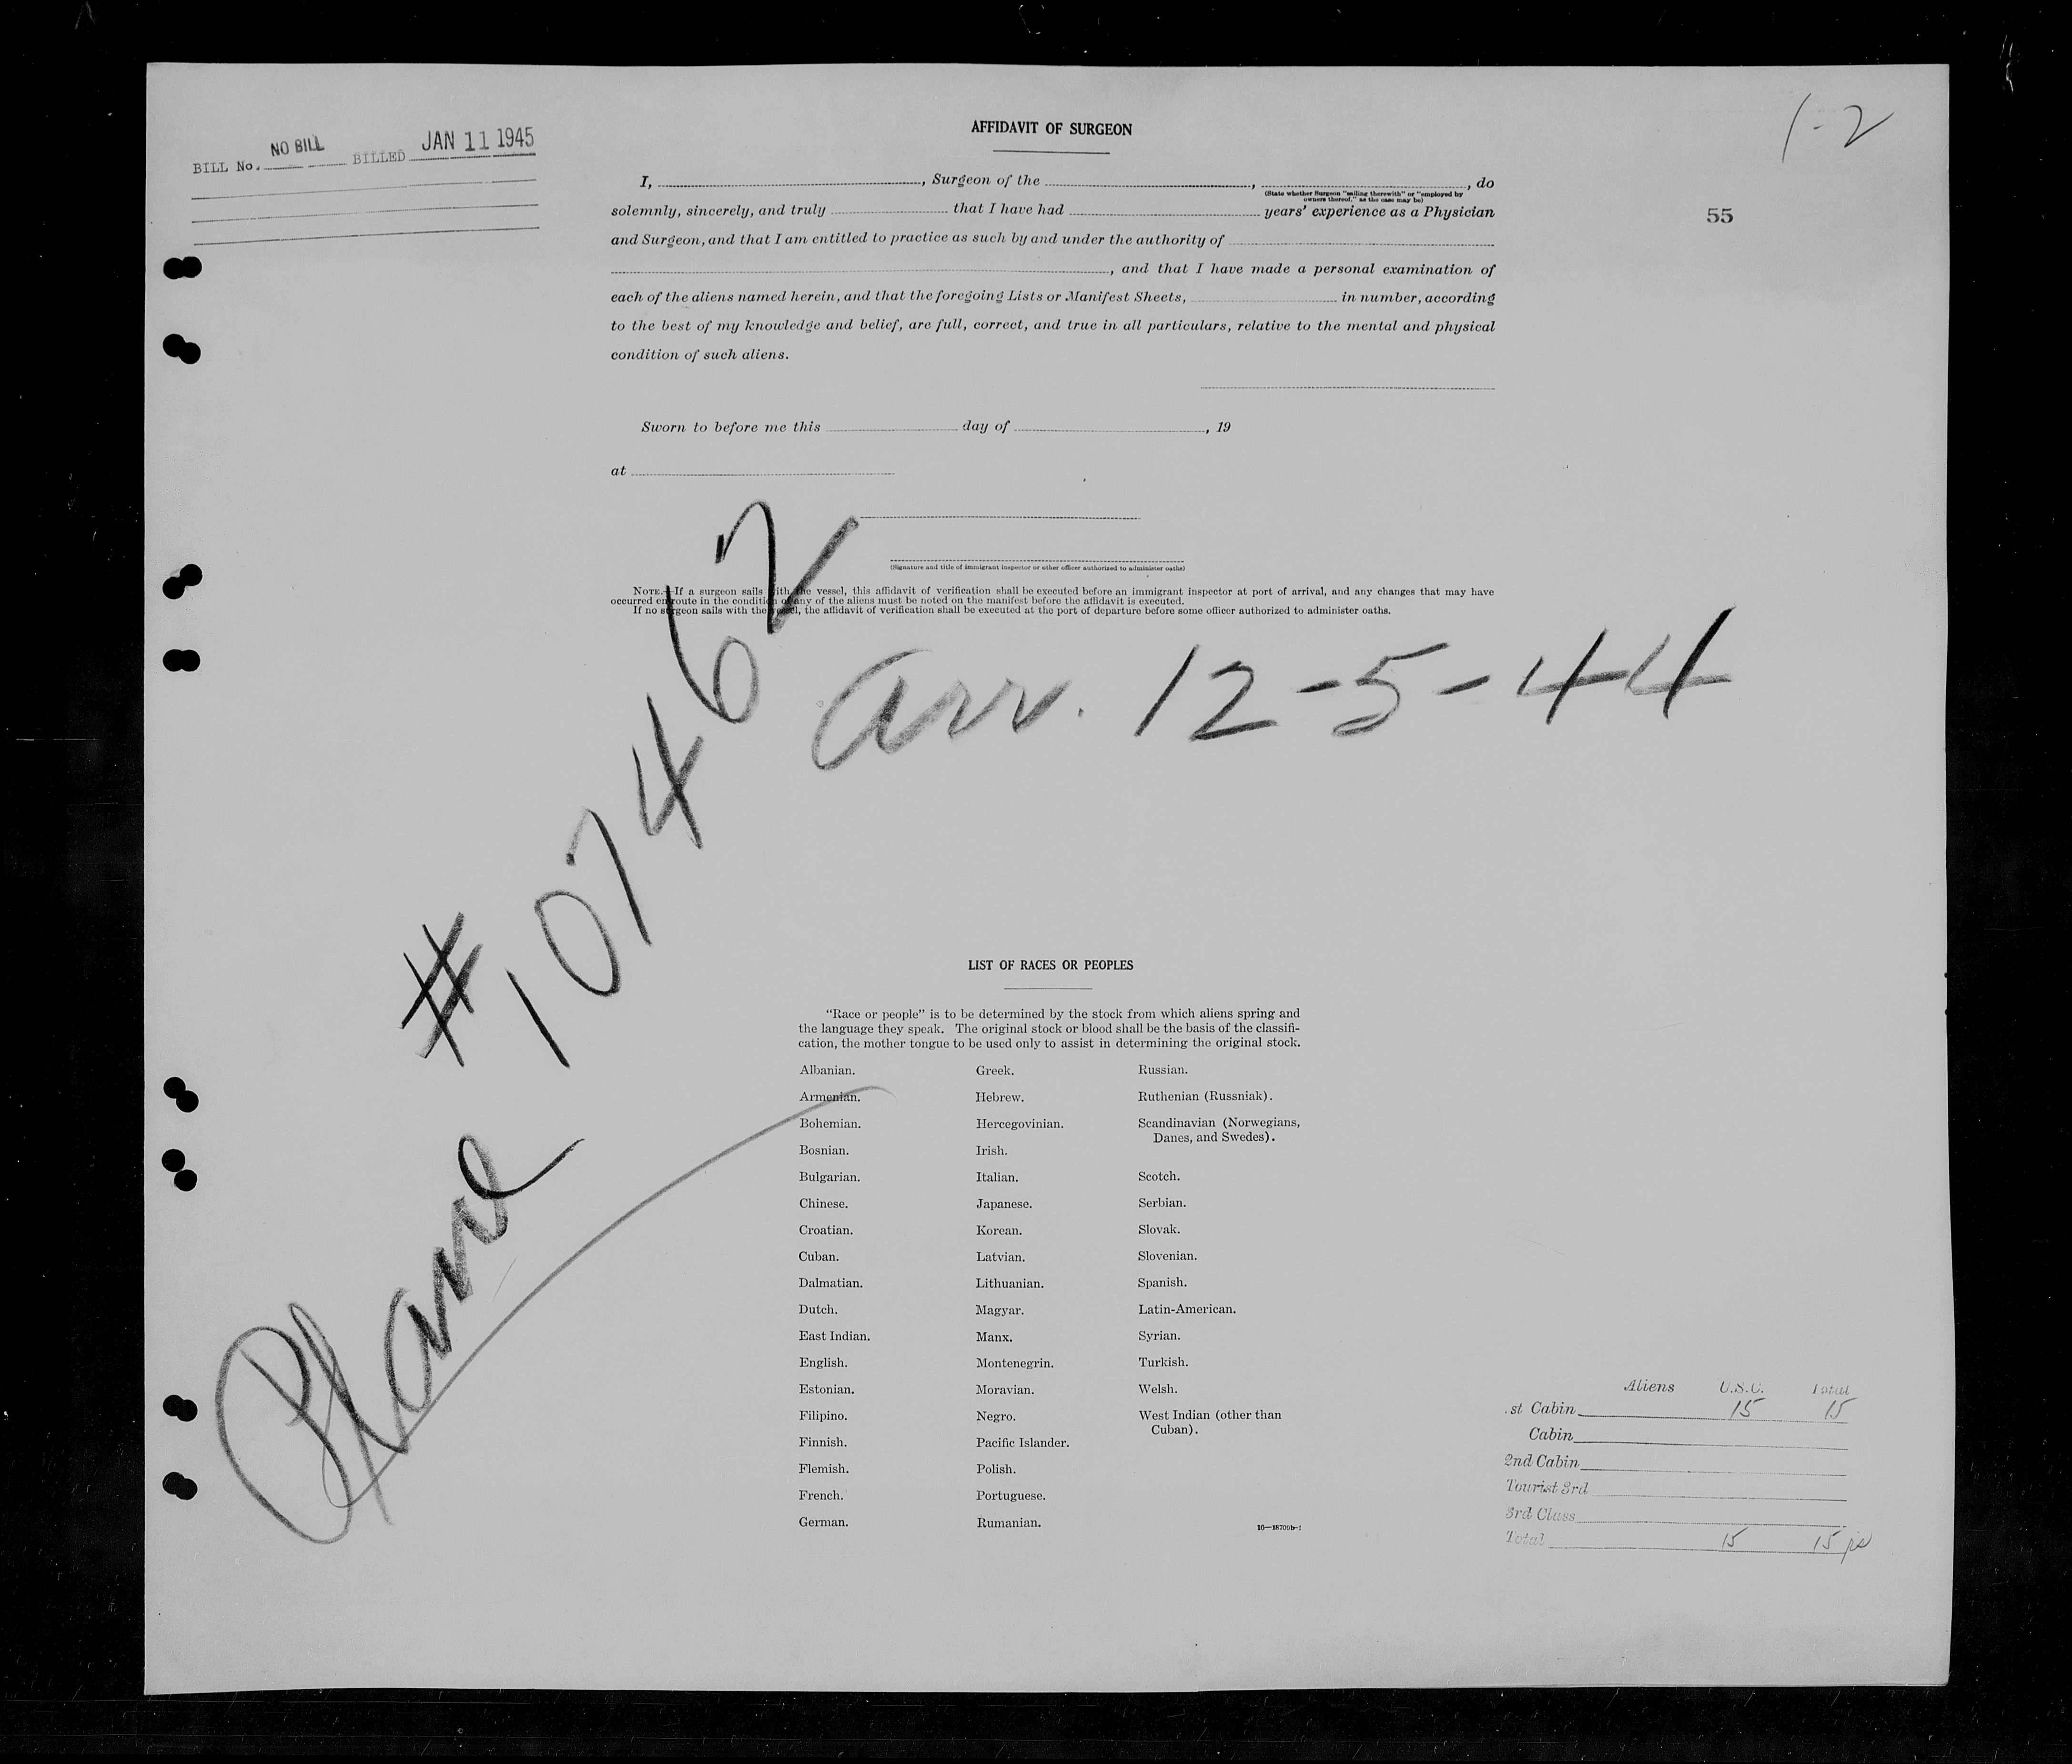 1-2
55
BILL No. NO BILL BILLED JAN 11 1945
AFFIDAVIT OF SURGEON
I, , Surgeon of the , , do
(State whether Surgeon "sailing therewith" or "employed by
owners thereof," as the case may be)
solemnly, sincerely, and truly that I have had years' experience as a Physician
and Surgeon, and that I am entitled to practice as such by and under the authority of
, and that I have made a personal examination of
each of the aliens named herein, and that the foregoing Lists or Manifest Sheets, in number, according
to the best of my knowledge and belief, are full, correct, and true in all particulars, relative to the mental and physical
condition of such aliens.
Sworn to before me this day of , 19
at
(Signature and title of immigrant inspector or other officer authorized to administer oaths)
NOTE.—If a surgeon sails with the vessel, this affidavit of verification shall be executed before an immigrant inspector at port of arrival, and any changes that may have
occurred en route in the condition of any of the aliens must be noted on the manifest before the affidavit is executed.
If no surgeon sails with the vessel, the affidavit of verification shall be executed at the port of departure before some officer authorized to administer oaths.
arr. 12-5-44
Plane #107462
LIST OF RACES OR PEOPLES
"Race or people" is to be determined by the stock from which aliens spring and
the language they speak. The original stock or blood shall be the basis of the classifi-
cation, the mother tongue to be used only to assist in determining the original stock.
Albanian.
Armenian.
Bohemian.
Bosnian.
Bulgarian.
Chinese.
Croatian.
Cuban.
Dalmatian.
Dutch.
East Indian.
English.
Estonian.
Filipino.
Finnish.
Flemish.
French.
German.
Greek.
Hebrew.
Hercegovinian.
Irish.
Italian.
Japanese.
Korean.
Latvian.
Lithuanian.
Magyar.
Manx.
Montenegrin.
Moravian.
Negro.
Pacific Islander.
Polish.
Portuguese.
Rumanian.
Russian.
Ruthenian (Russniak).
Scandinavian (Norwegians,
Danes, and Swedes).
Scotch.
Serbian.
Slovak.
Slovenian.
Spanish.
Latin-American.
Syrian.
Turkish.
Welsh.
West Indian (other than
Cuban).
16—18709b-1
Aliens U.S.C. Total
st Cabin 15 15
Cabin
2nd Cabin
Tourist 3rd
3rd Class
Total 15 15